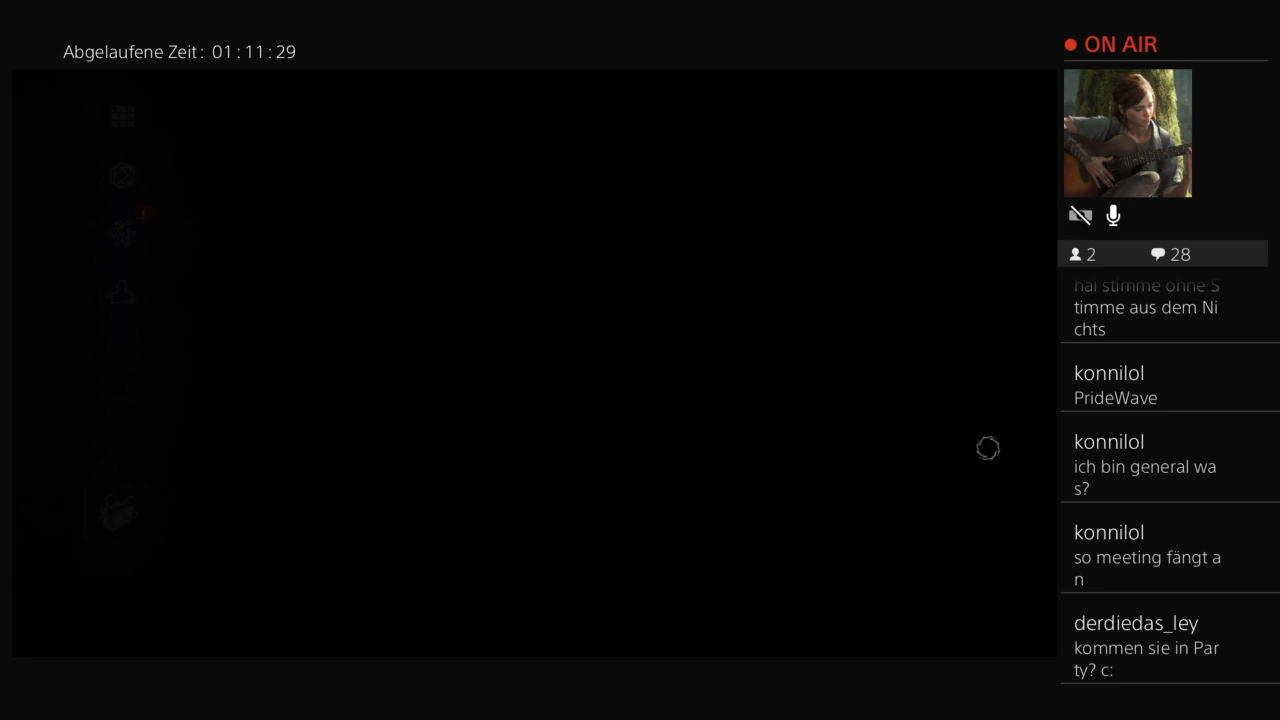 Abgelaufene Zeit: 01:11:29
ON AIR
2 28
hai stimme ohne S
timme aus dem Ni
chts
konnilol
PrideWave
konnilol
ich bin general wa
s?
konnilol
so meeting fängt a
n
derdiedas_ley
kommen sie in Par
ty? c: